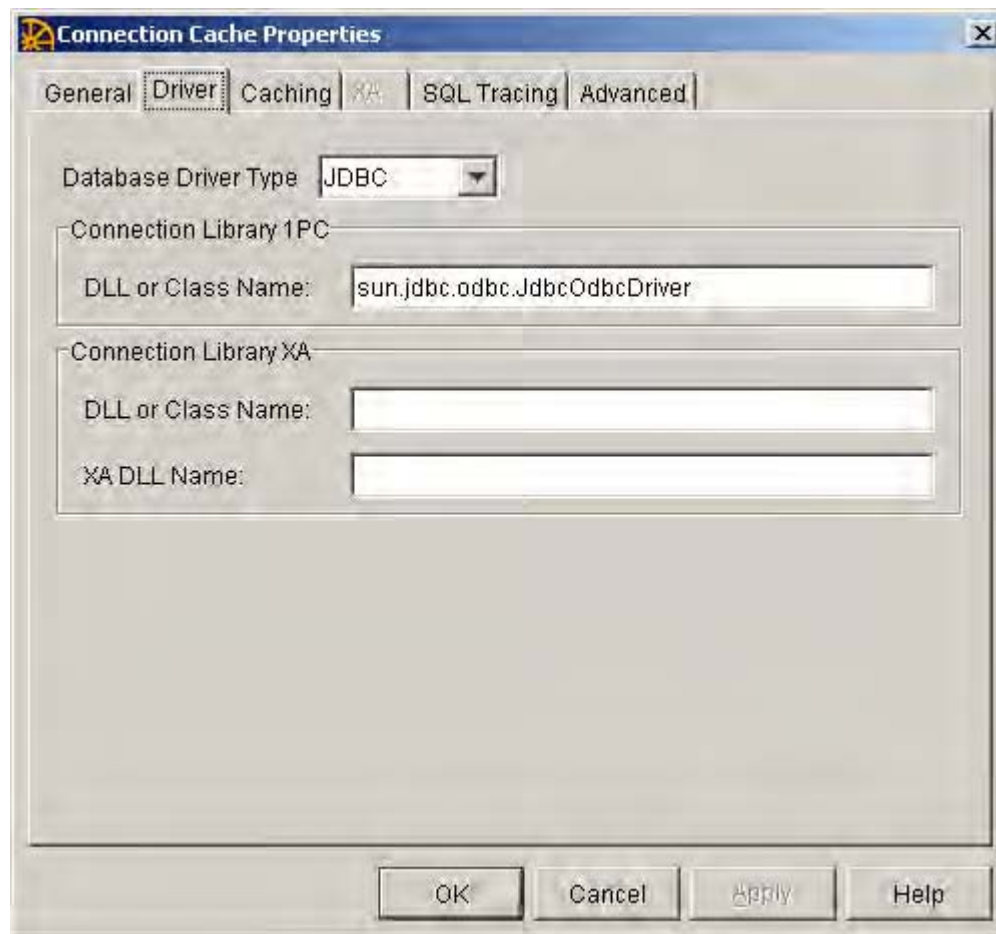 Connection Cache Properties
General Driver Caching XA SQL Tracing Advanced
Database Driver Type JDBC
Connection Library 1PC
DLL or Class Name: sun.jdbc.odbc.JdbcOdbcDriver
Connection Library XA
DLL or Class Name:
XA DLL Name:
OK Cancel Apply Help